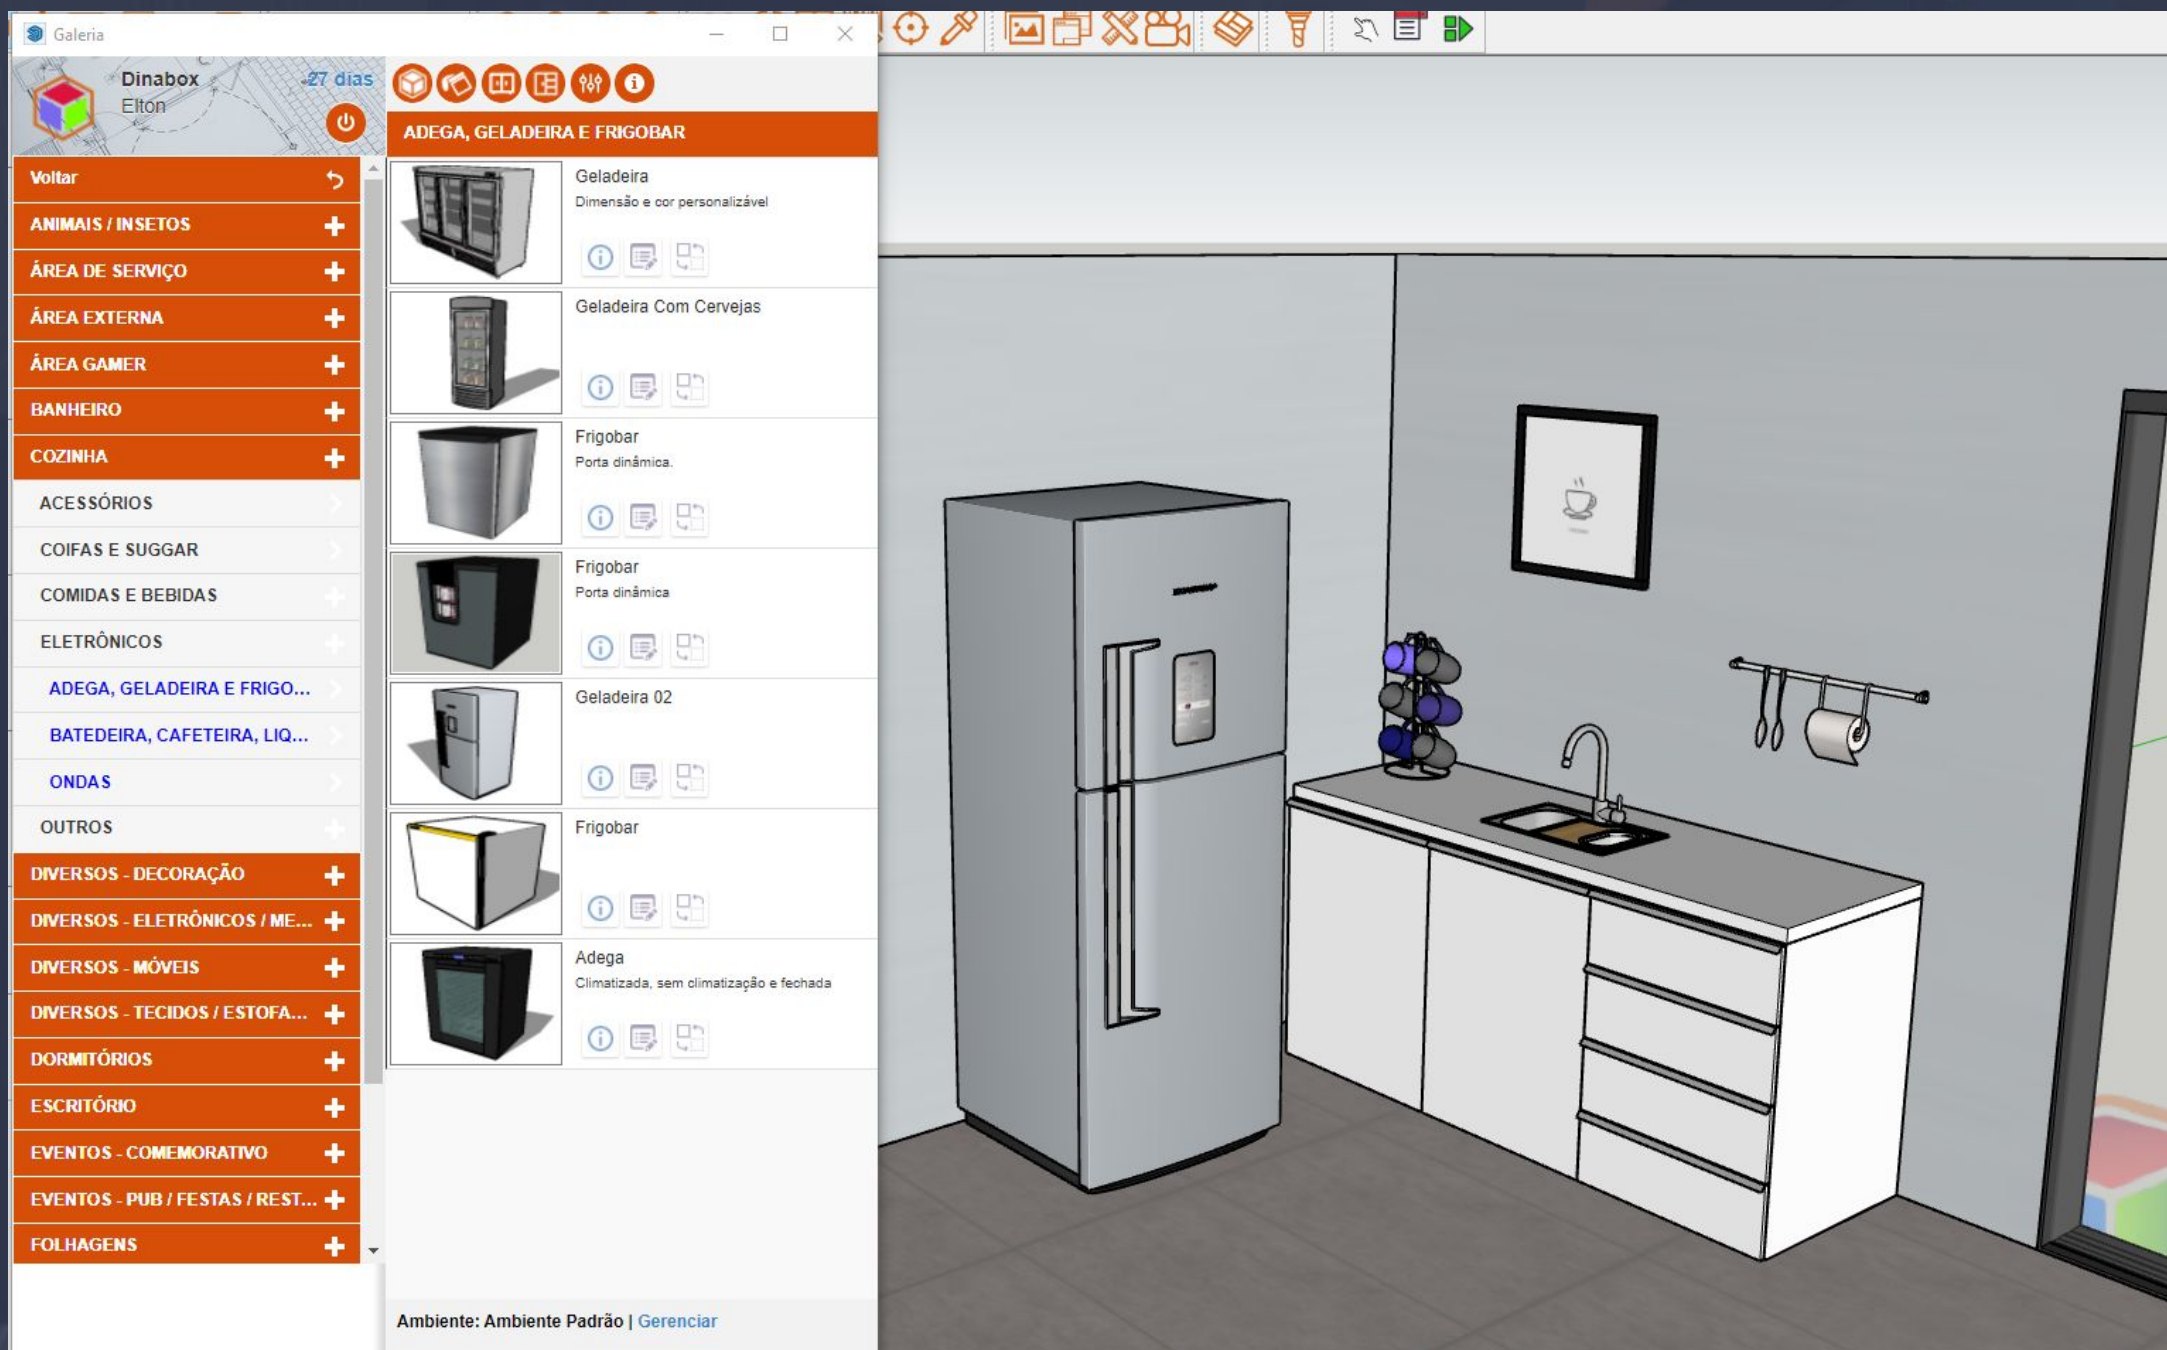 Galeria
Dinabox
Elton
27 dias
Voltar
ANIMAIS / INSETOS
ÁREA DE SERVIÇO
ÁREA EXTERNA
ÁREA GAMER
BANHEIRO
COZINHA
ACESSÓRIOS
COIFAS E SUGGAR
COMIDAS E BEBIDAS
ELETRÔNICOS
ADEGA, GELADEIRA E FRIGO...
BATEDEIRA, CAFETEIRA, LIQ...
ONDAS
OUTROS
DIVERSOS - DECORAÇÃO
DIVERSOS - ELETRÔNICOS / ME...
DIVERSOS - MÓVEIS
DIVERSOS - TECIDOS / ESTOFA...
DORMITÓRIOS
ESCRITÓRIO
EVENTOS - COMEMORATIVO
EVENTOS - PUB / FESTAS / REST...
FOLHAGENS
ADEGA, GELADEIRA E FRIGOBAR
Geladeira
Dimensão e cor personalizável
Geladeira Com Cervejas
Frigobar
Porta dinâmica.
Frigobar
Porta dinâmica
Geladeira 02
Frigobar
Adega
Climatizada, sem climatização e fechada
Ambiente: Ambiente Padrão | Gerenciar